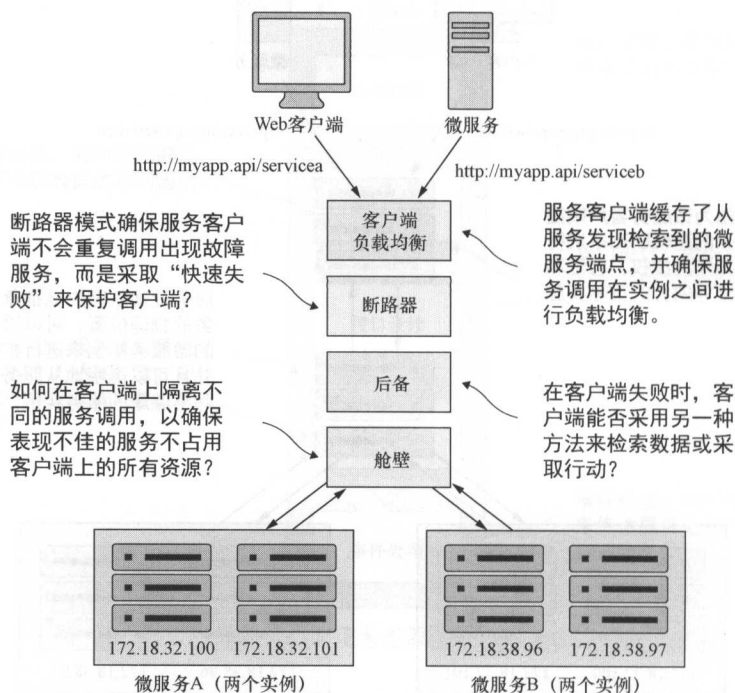 Web客户端
微服务
http://myapp.api/servicea
http://myapp.api/serviceb
客户端
负载均衡
断路器模式确保服务客户
端不会重复调用出现故障
服务，而是采取“快速失
败”来保护客户端？
服务客户端缓存了从
服务发现检索到的微
服务端点，并确保服
务调用在实例之间进
行负载均衡。
断路器
后备
如何在客户端上隔离不
同的服务调用，以确保
表现不佳的服务不占用
客户端上的所有资源？
在客户端失败时，客
户端能否采用另一种
方法来检索数据或采
取行动？
舱壁
172.18.32.100
172.18.32.101
172.18.38.96
172.18.38.97
微服务A（两个实例）
微服务B（两个实例）